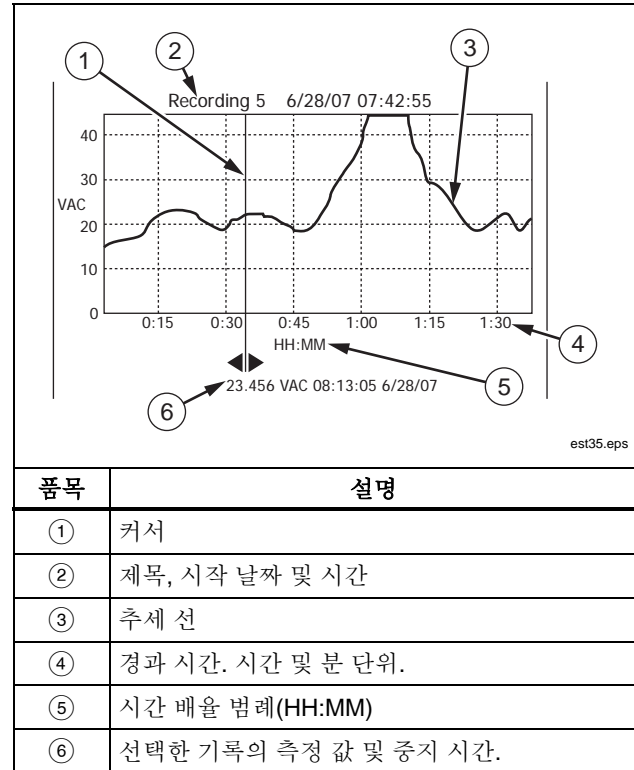 1 2 3
Recording 5 6/28/07 07:42:55
40
30
VAC
20
10
0
0:15 0:30 0:45 1:00 1:15 1:30
HH:MM
4
23.456 VAC 08:13:05 6/28/07
5
6
est35.eps
품목 설명
① 커서
② 제목, 시작 날짜 및 시간
③ 추세 선
④ 경과 시간. 시간 및 분 단위.
⑤ 시간 배율 범례(HH:MM)
⑥ 선택한 기록의 측정 값 및 중지 시간.